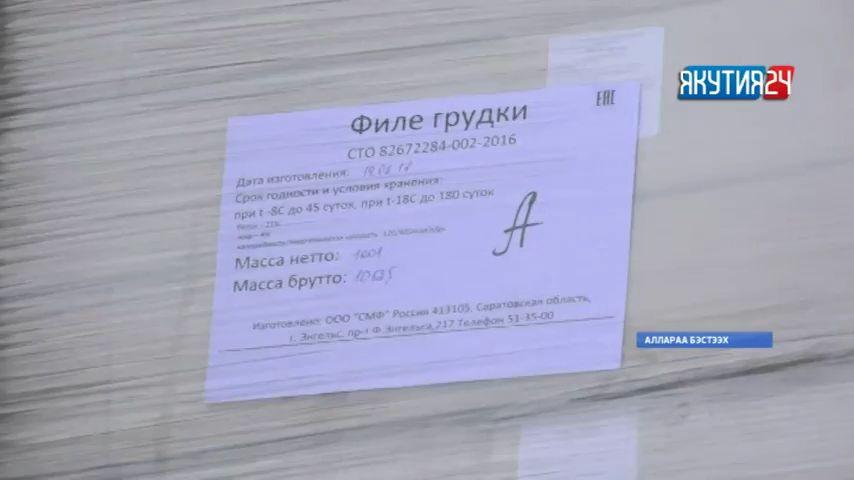 ЯКУТИЯ24
ЕАС
Филе грудки
СТО 82672284-002-2016
Дата изготовления:
Срок годности и условия хранения:
при t -8С до 45 суток, при t-18С до 180 суток
А
Масса нетто:
Масса брутто:
Изготовлено: ООО "СМФ" Россия 413105, Саратовская область,
г. Энгельс, пр-т Ф.Энгельса,217 Телефон 51-35-00
АЛЛАРАА БЭСТЭЭХ